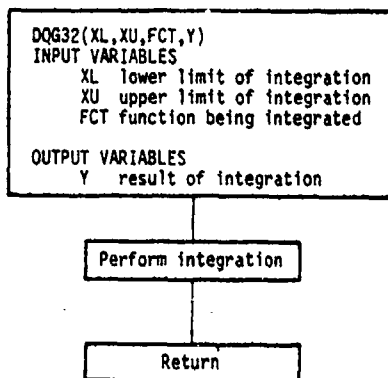 DQG32(XL,XU,FCT,Y)
INPUT VARIABLES
XL lower limit of integration
XU upper limit of integration
FCT function being integrated
OUTPUT VARIABLES
Y result of integration
Perform integration
Return